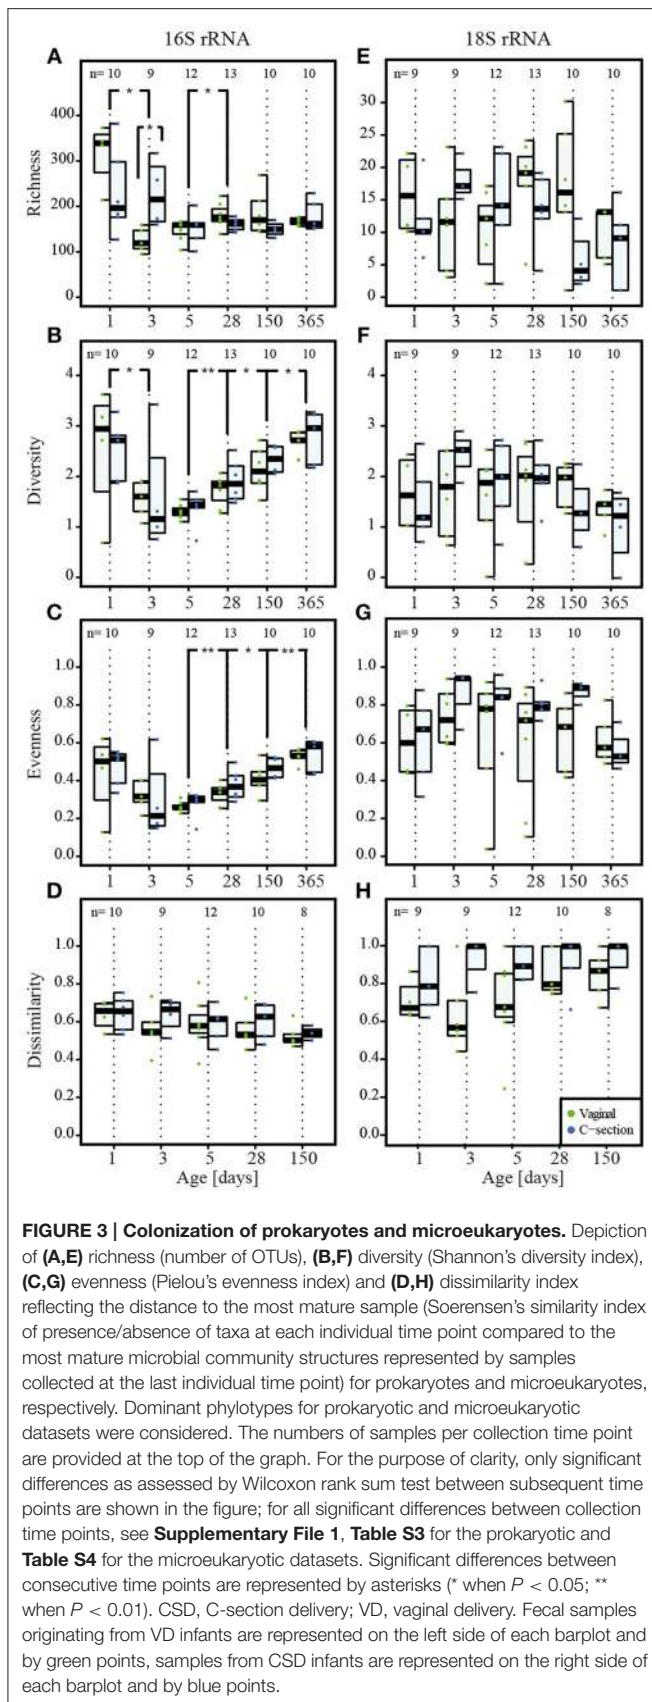 16S rRNA
18S rRNA
A
n= 10 9 12 13 10 10
* * *
Richness
400
300
200
100
0
1 3 5 28 150 365
E
n= 9 9 12 13 10 10
30
25
20
15
10
5
0
1 3 5 28 150 365
B
n= 10 9 12 13 10 10
* ** * *
Diversity
4
3
2
1
0
1 3 5 28 150 365
F
n= 9 9 12 13 10 10
4
3
2
1
0
1 3 5 28 150 365
C
n= 10 9 12 13 10 10
** * **
Evenness
1.0
0.8
0.6
0.4
0.2
0.0
1 3 5 28 150 365
G
n= 9 9 12 13 10 10
1.0
0.8
0.6
0.4
0.2
0.0
1 3 5 28 150 365
D
n= 10 9 12 10 8
Dissimilarity
1.0
0.8
0.6
0.4
0.2
0.0
1 3 5 28 150
Age [days]
H
n= 9 9 12 10 8
1.0
0.8
0.6
0.4
0.2
0.0
Vaginal
C-section
1 3 5 28 150
Age [days]
FIGURE 3 | Colonization of prokaryotes and microeukaryotes. Depiction
of (A,E) richness (number of OTUs), (B,F) diversity (Shannon's diversity index),
(C,G) evenness (Pielou's evenness index) and (D,H) dissimilarity index
reflecting the distance to the most mature sample (Soerensen's similarity index
of presence/absence of taxa at each individual time point compared to the
most mature microbial community structures represented by samples
collected at the last individual time point) for prokaryotes and microeukaryotes,
respectively. Dominant phylotypes for prokaryotic and microeukaryotic
datasets were considered. The numbers of samples per collection time point
are provided at the top of the graph. For the purpose of clarity, only significant
differences as assessed by Wilcoxon rank sum test between subsequent time
points are shown in the figure; for all significant differences between collection
time points, see Supplementary File 1, Table S3 for the prokaryotic and
Table S4 for the microeukaryotic datasets. Significant differences between
consecutive time points are represented by asterisks (* when P < 0.05; **
when P < 0.01). CSD, C-section delivery; VD, vaginal delivery. Fecal samples
originating from VD infants are represented on the left side of each barplot and
by green points, samples from CSD infants are represented on the right side of
each barplot and by blue points.